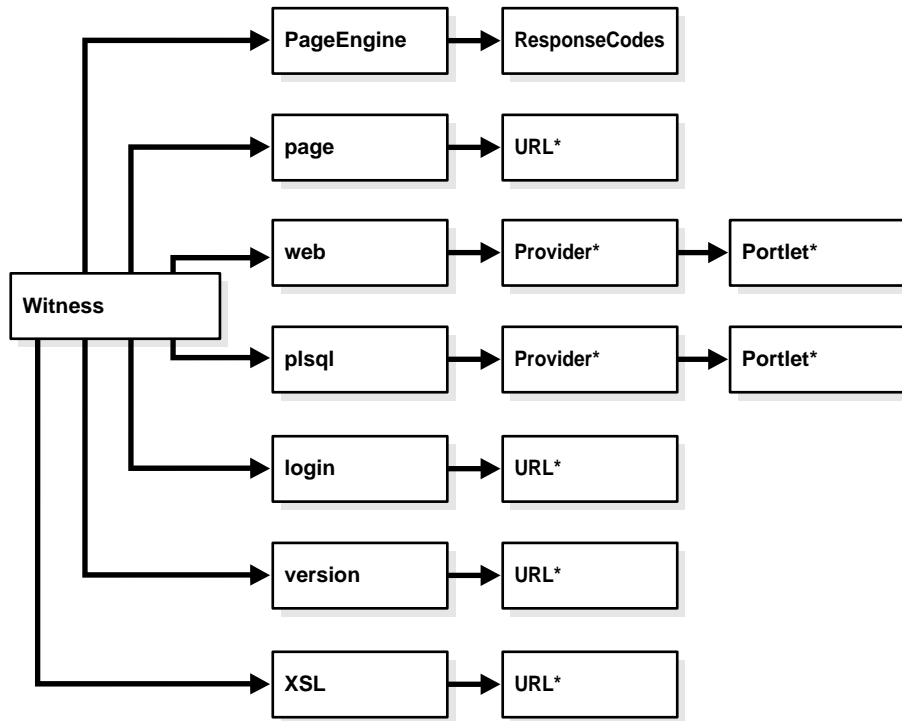 PageEngine
ResponseCodes
page
URL*
web
Provider*
Portlet*
Witness
plsql
Provider*
Portlet*
login
URL*
version
URL*
XSL
URL*